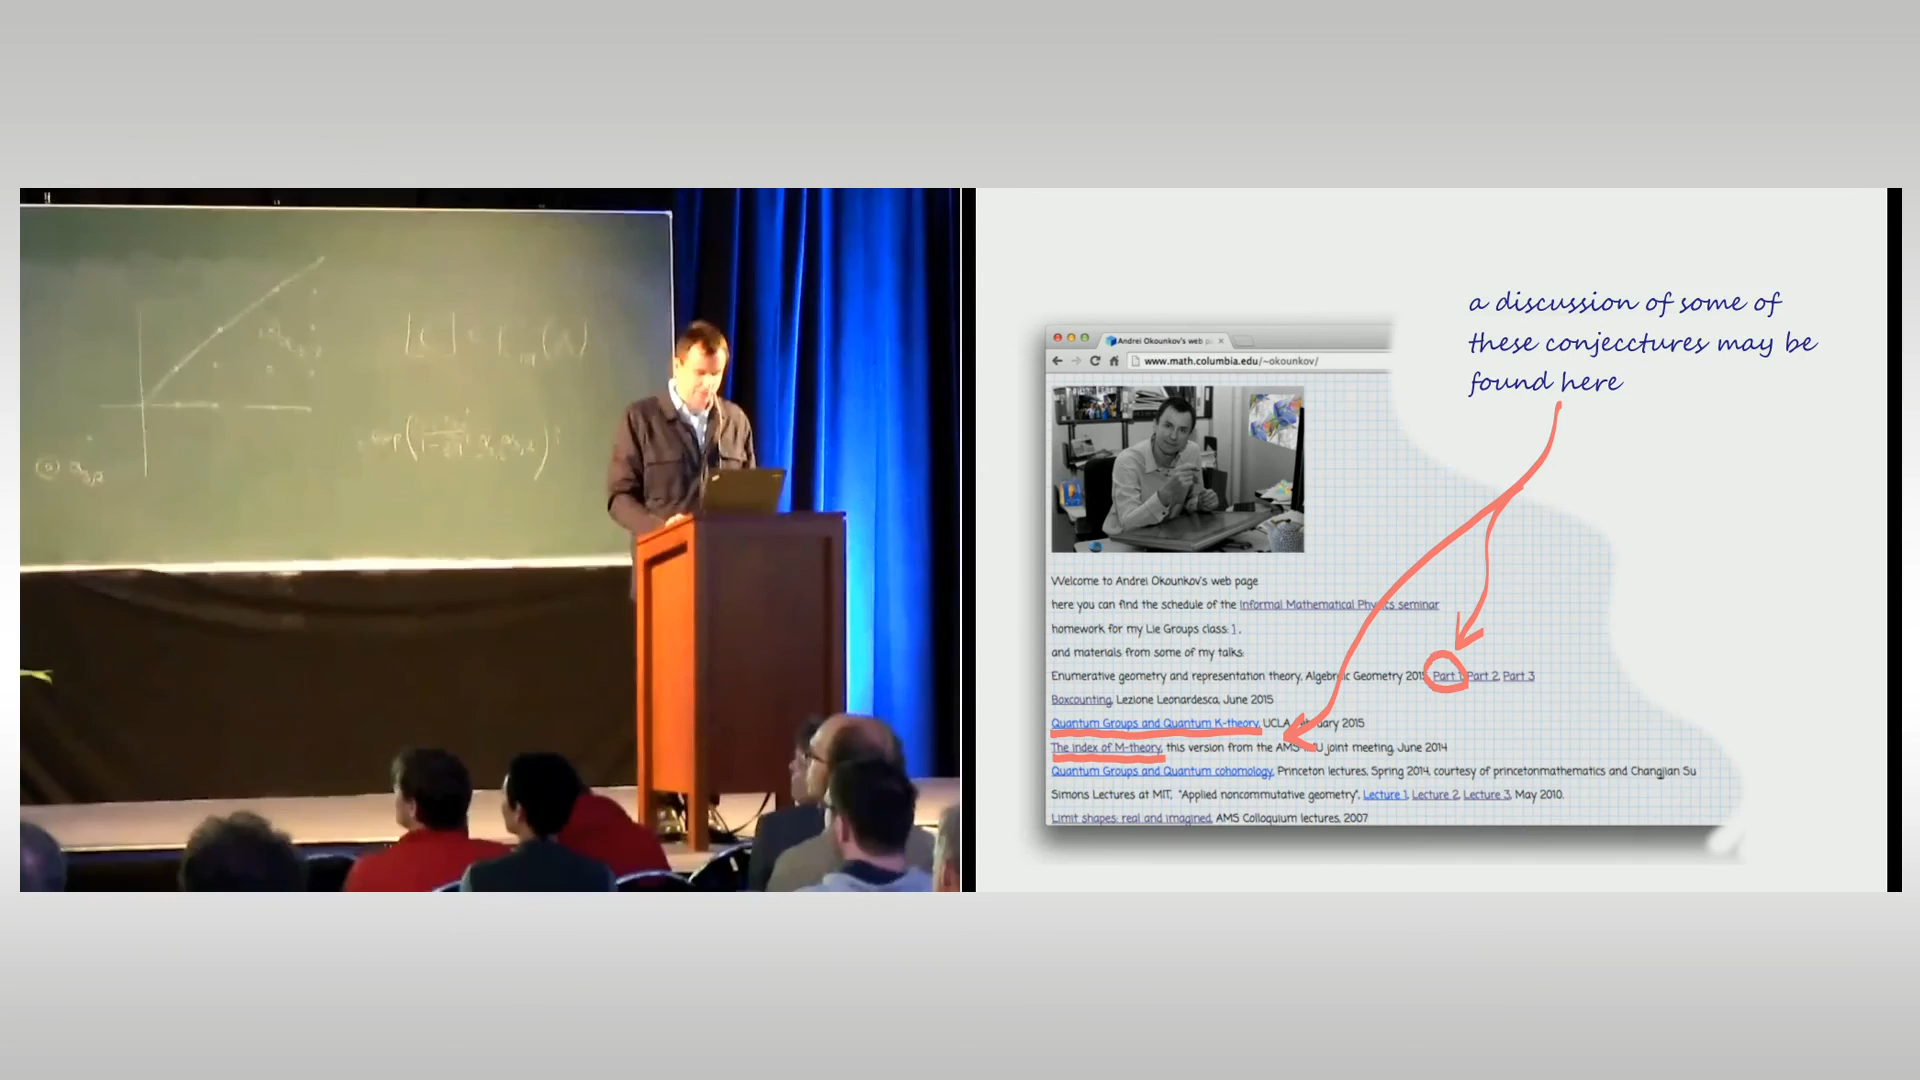 a discussion of some of
these conjecctures may be
found here
Andrei Okounkov's web p
www.math.columbia.edu/~okounkov/
Welcome to Andrei Okounkov's web page
here you can find the schedule of the Informal Mathematical Physics seminar
homework for my Lie Groups class: 1 .
and materials from some of my talks:
Enumerative geometry and representation theory, Algebraic Geometry 2015, Part 1, Part 2, Part 3
Boxcounting, Lezione Leonardesca, June 2015
Quantum Groups and Quantum K-theory, UCLA February 2015
The index of M-theory, this version from the AMS joint meeting, June 2014
Quantum Groups and Quantum cohomology, Princeton lectures, Spring 2014, courtesy of princetonmathematics and Changjian Su
Simons Lectures at MIT, "Applied noncommutative geometry", Lecture 1, Lecture 2, Lecture 3, May 2010.
Limit shapes: real and imagined, AMS Colloquium lectures, 2007